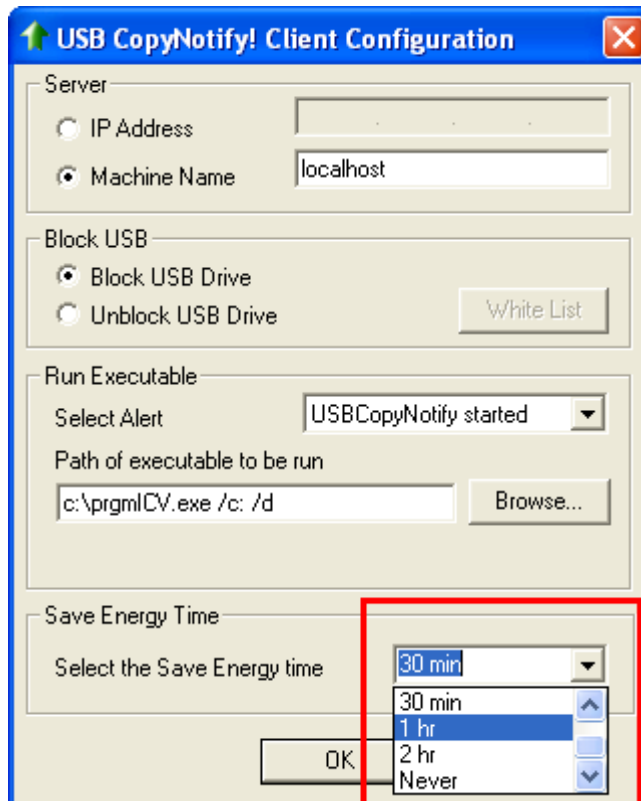 USB CopyNotify! Client Configuration
Server
IP Address
Machine Name
localhost
Block USB
Block USB Drive
Unblock USB Drive
White List
Run Executable
Select Alert
USBCopyNotify started
Path of executable to be run
c:\prgmICV.exe /c: /d
Browse...
Save Energy Time
Select the Save Energy time
30 min
30 min
1 hr
2 hr
Never
OK